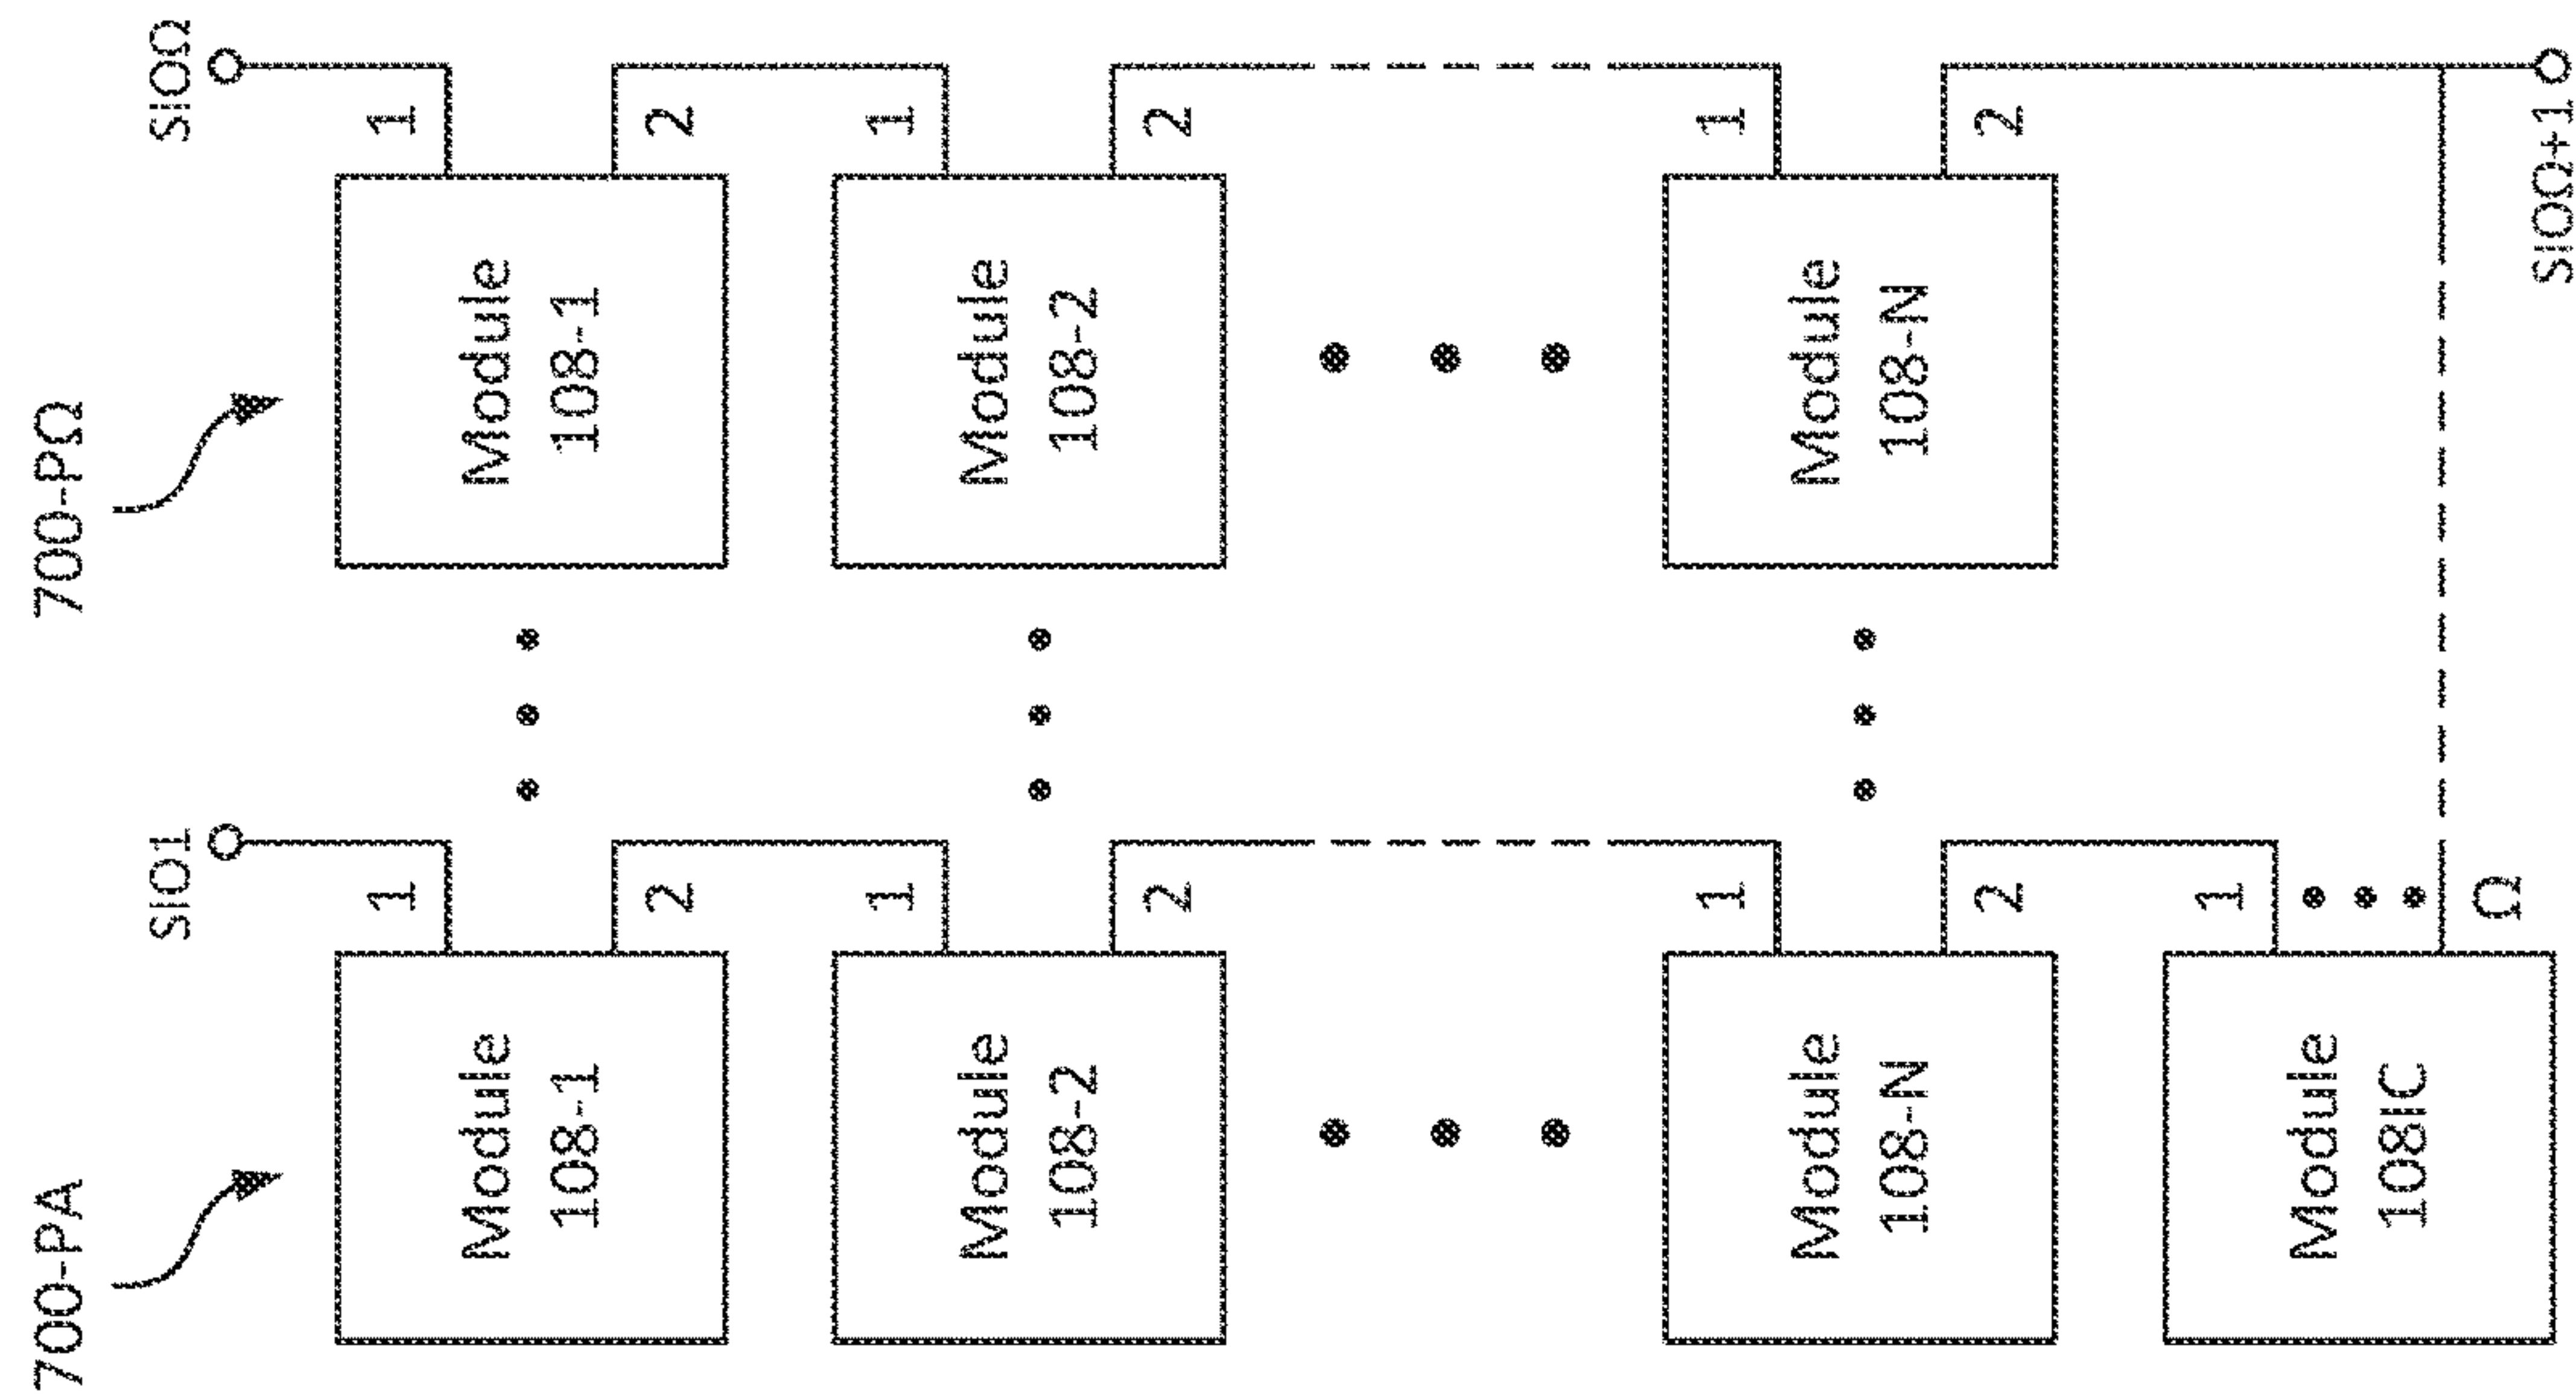 700-PA
700-PΩ
SIO1
SIOΩ
1
1
Module
108-1
Module
108-1
2
2
1
1
Module
108-2
Module
108-2
2
2
1
1
Module
108-N
Module
108-N
2
2
1
Module
108IC
Ω
SIOΩ+1